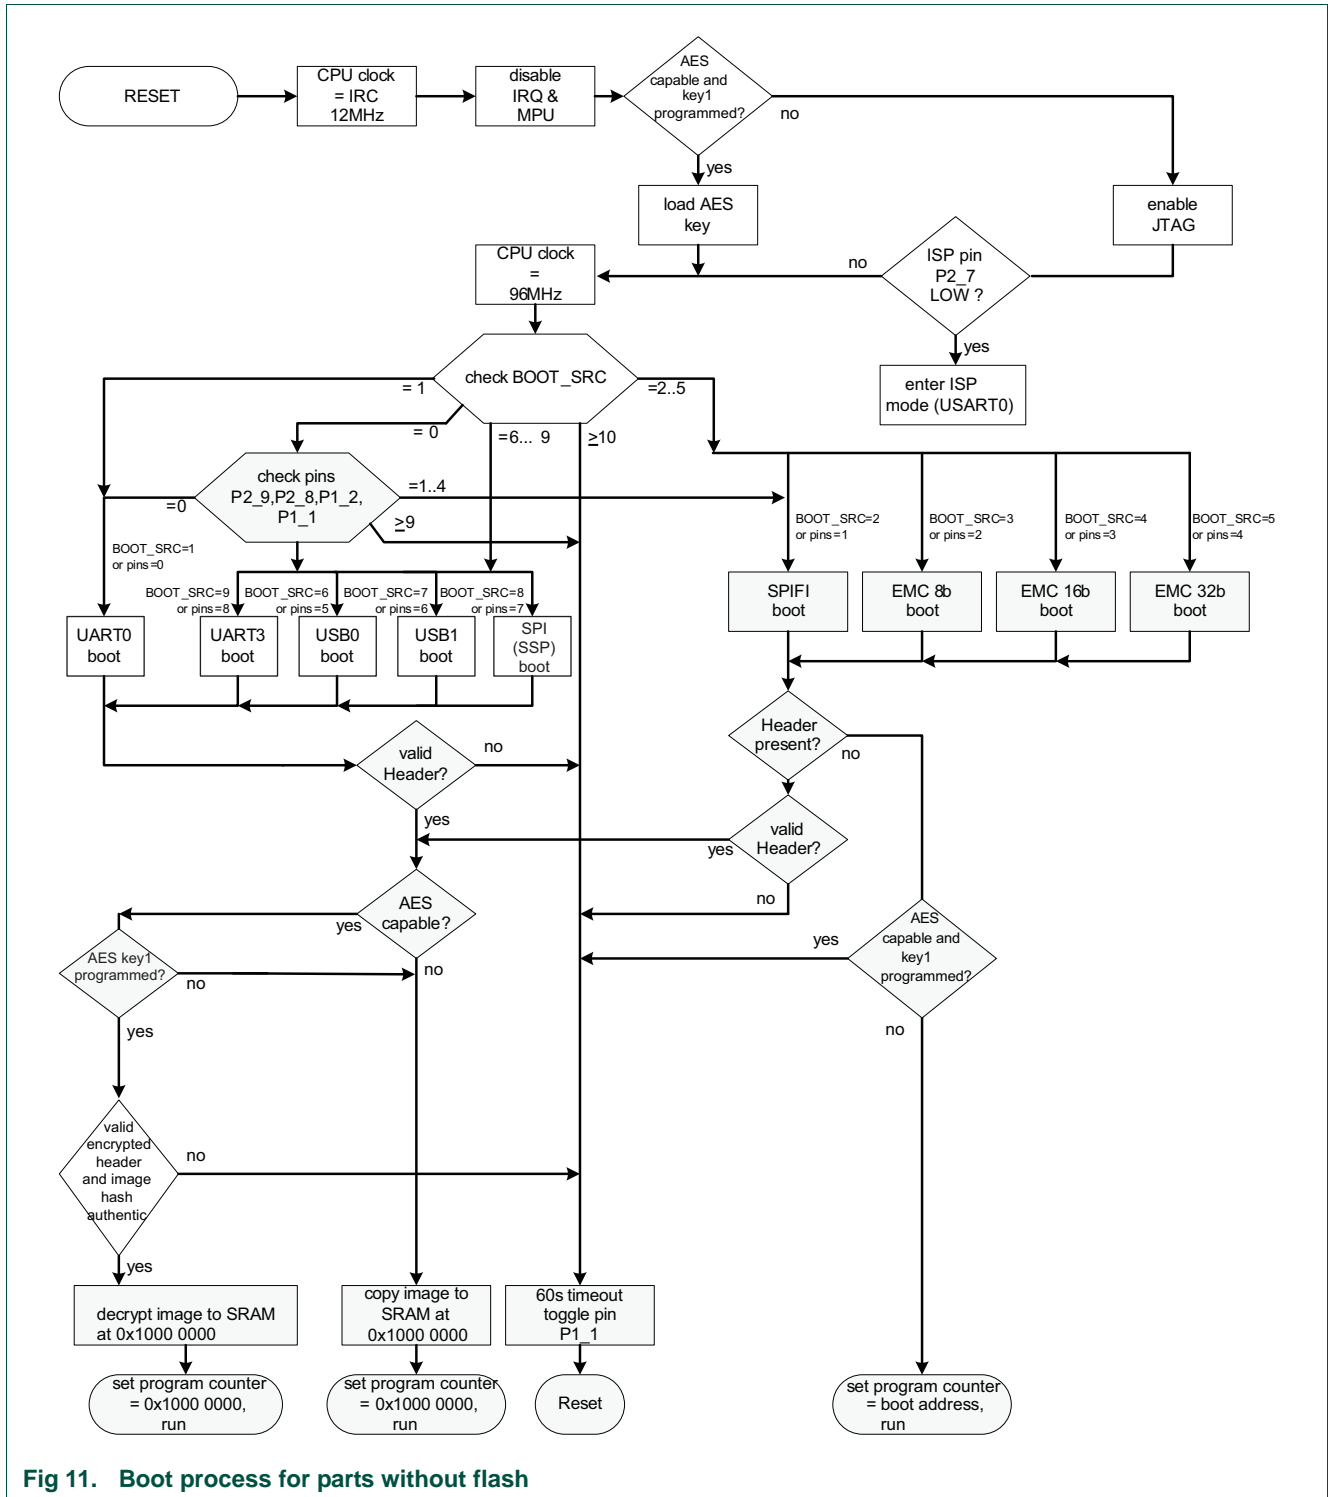 RESET
CPU clock
= IRC
12MHz
disable
IRQ &
MPU
AES
capable and
key1
programmed?
no
yes
load AES
key
enable
JTAG
CPU clock
=
96MHz
no
ISP pin
P2_7
LOW ?
yes
enter ISP
mode (USART0)
check BOOT_SRC
= 1
= 0
=6... 9
≥10
=2..5
check pins
P2_9,P2_8,P1_2,
P1_1
=0
=1..4
≥9
BOOT_SRC=1
or pins=0
BOOT_SRC=9
or pins=8
BOOT_SRC=6
or pins=5
BOOT_SRC=7
or pins=6
BOOT_SRC=8
or pins=7
BOOT_SRC=2
or pins=1
BOOT_SRC=3
or pins=2
BOOT_SRC=4
or pins=3
BOOT_SRC=5
or pins=4
UART0
boot
UART3
boot
USB0
boot
USB1
boot
SPI
(SSP)
boot
SPIFI
boot
EMC 8b
boot
EMC 16b
boot
EMC 32b
boot
valid
Header?
no
yes
Header
present?
no
valid
Header?
yes
no
AES
capable?
yes
no
AES key1
programmed?
no
yes
AES
capable and
key1
programmed?
yes
no
valid
encrypted
header
and image
hash
authentic
no
yes
decrypt image to SRAM
at 0x1000 0000
copy image to
SRAM at
0x1000 0000
60s timeout
toggle pin
P1_1
set program counter
= 0x1000 0000,
run
set program counter
= 0x1000 0000,
run
Reset
set program counter
= boot address,
run
Fig 11. Boot process for parts without flash